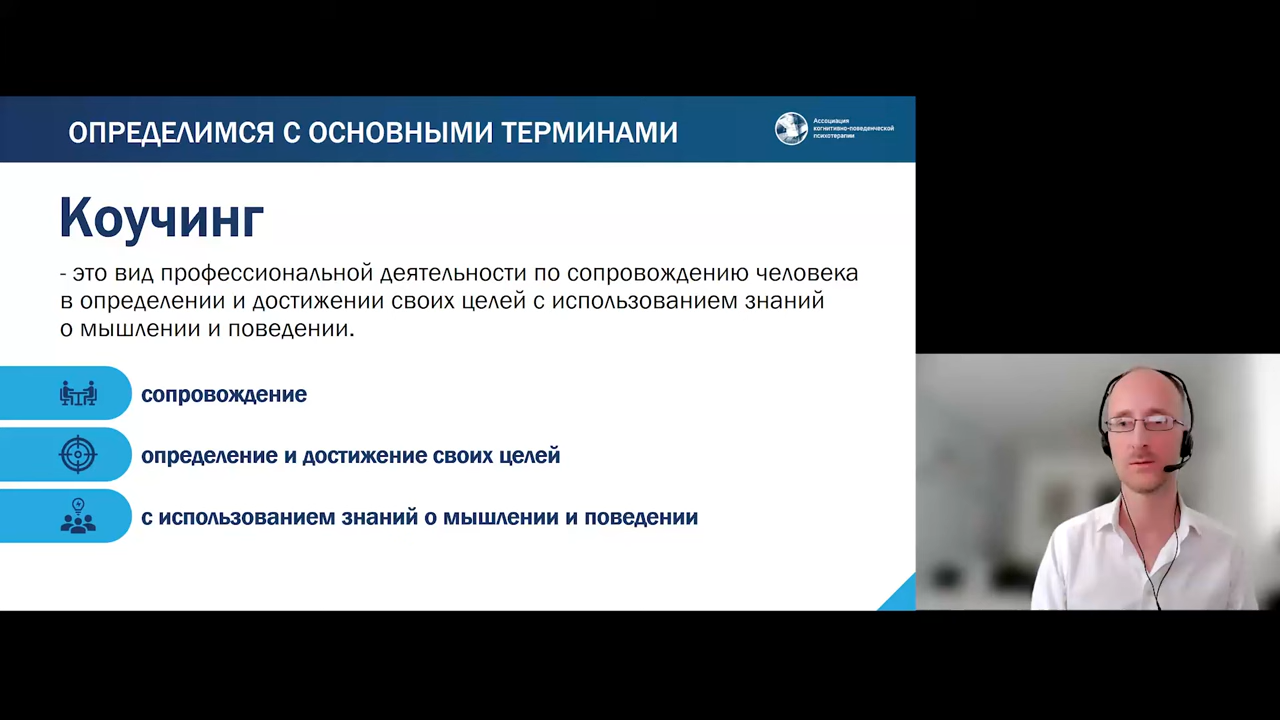 ОПРЕДЕЛИМСЯ С ОСНОВНЫМИ ТЕРМИНАМИ
Ассоциация
когнитивно-поведенческой
психотерапии
Коучинг
- это вид профессиональной деятельности по сопровождению человека
в определении и достижении своих целей с использованием знаний
о мышлении и поведении.
сопровождение
определение и достижение своих целей
с использованием знаний о мышлении и поведении